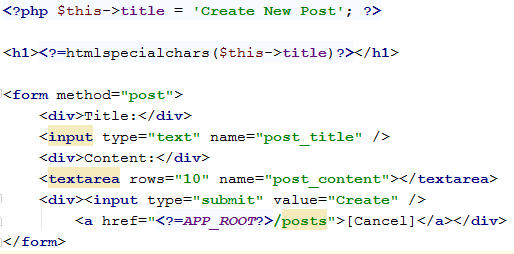 <?php $this->title = 'Create New Post'; ?>
<h1><?=htmlspecialchars($this->title)?></h1>
<form method="post">
<div>Title:</div>
<input type="text" name="post_title" />
<div>Content:</div>
<textarea rows="10" name="post_content"></textarea>
<div><input type="submit" value="Create" />
<a href="<?=APP_ROOT?>/posts">[Cancel]</a></div>
</form>